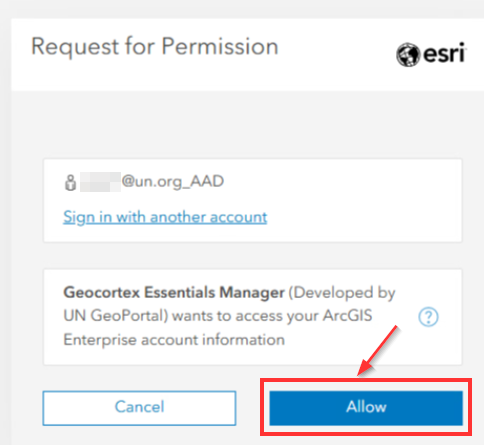 Request for Permission
esri
@un.org_AAD
Sign in with another account
Geocortex Essentials Manager (Developed by
UN GeoPortal) wants to access your ArcGIS
Enterprise account information
?
Cancel
Allow